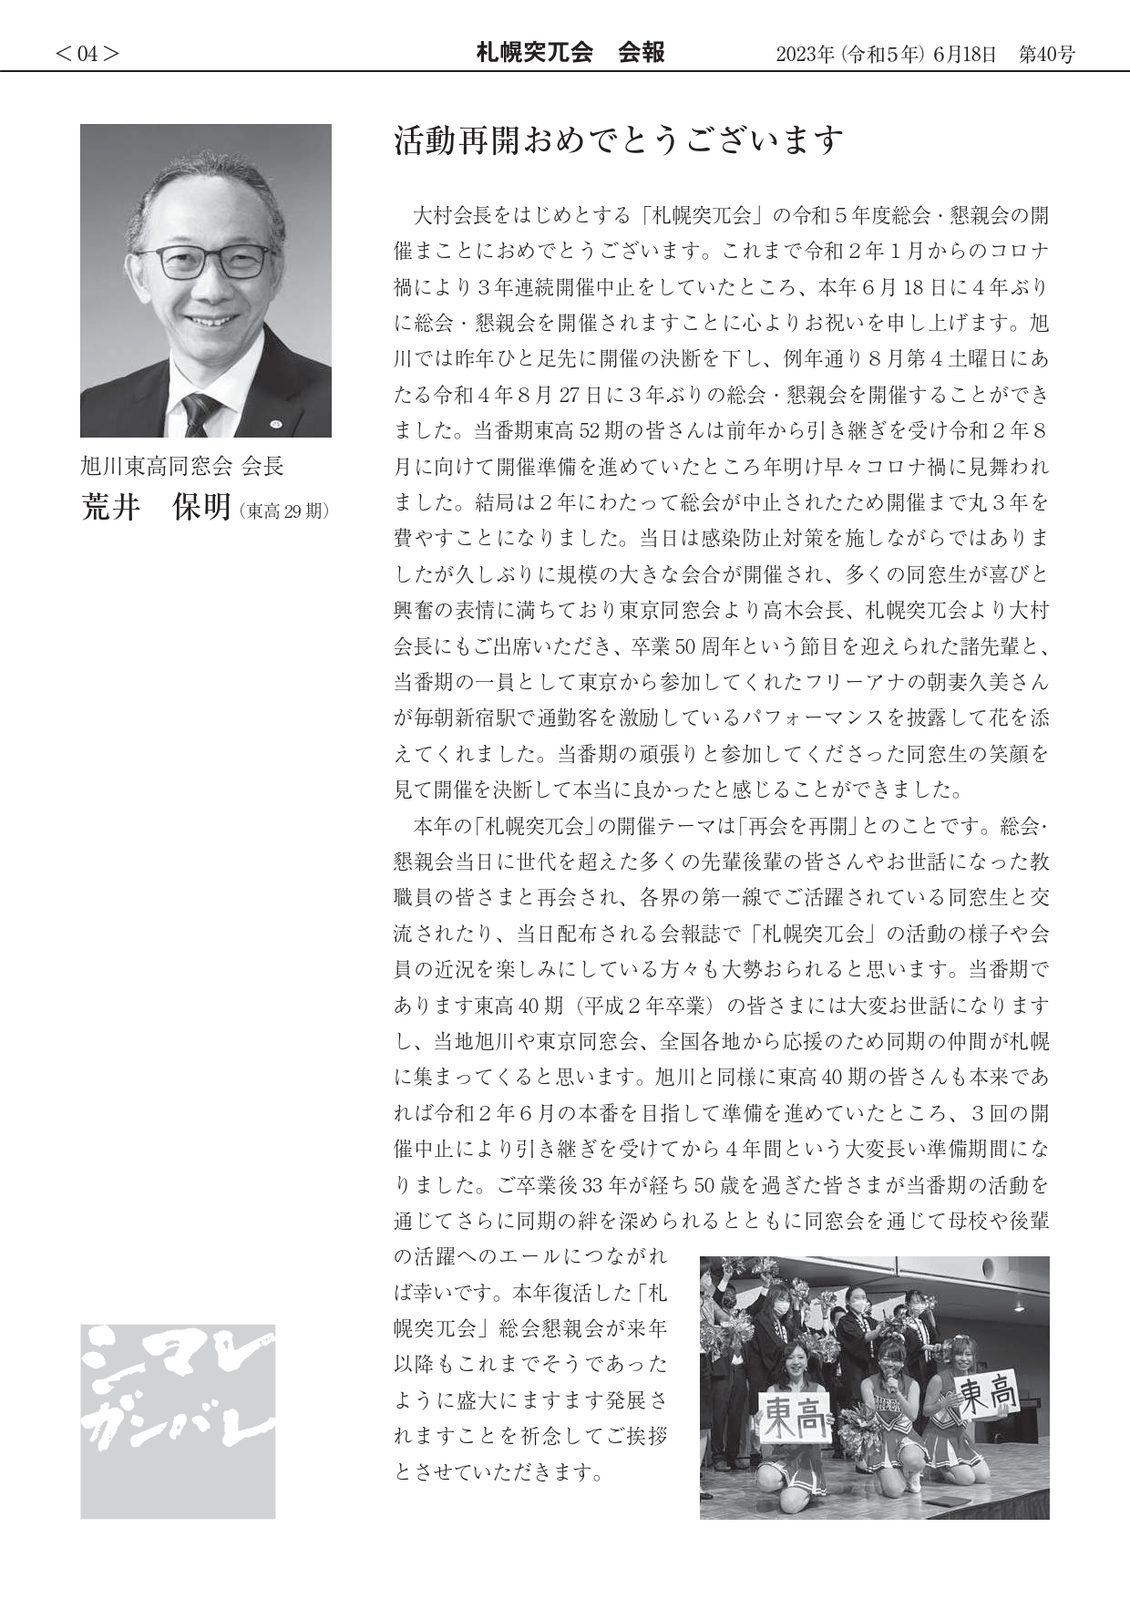 ＜ 04 ＞
札幌突兀会　会報
2023年（令和５年）６月18日　第40号
活動再開おめでとうございます
旭川東高同窓会 会長
荒井　保明（東高 29 期）
　大村会長をはじめとする「札幌突兀会」の令和５年度総会・懇親会の開
催まことにおめでとうございます。これまで令和２年１月からのコロナ
禍により３年連続開催中止をしていたところ、本年６月 18 日に４年ぶり
に総会・懇親会を開催されますことに心よりお祝いを申し上げます。旭
川では昨年ひと足先に開催の決断を下し、例年通り８月第４土曜日にあ
たる令和４年８月 27 日に３年ぶりの総会・懇親会を開催することができ
ました。当番期東高 52 期の皆さんは前年から引き継ぎを受け令和２年８
月に向けて開催準備を進めていたところ年明け早々コロナ禍に見舞われ
ました。結局は２年にわたって総会が中止されたため開催まで丸３年を
費やすことになりました。当日は感染防止対策を施しながらではありま
したが久しぶりに規模の大きな会合が開催され、多くの同窓生が喜びと
興奮の表情に満ちており東京同窓会より高木会長、札幌突兀会より大村
会長にもご出席いただき、卒業 50 周年という節目を迎えられた諸先輩と、
当番期の一員として東京から参加してくれたフリーアナの朝妻久美さん
が毎朝新宿駅で通勤客を激励しているパフォーマンスを披露して花を添
えてくれました。当番期の頑張りと参加してくださった同窓生の笑顔を
見て開催を決断して本当に良かったと感じることができました。
　本年の「札幌突兀会」の開催テーマは「再会を再開」とのことです。総会・
懇親会当日に世代を超えた多くの先輩後輩の皆さんやお世話になった教
職員の皆さまと再会され、各界の第一線でご活躍されている同窓生と交
流されたり、当日配布される会報誌で「札幌突兀会」の活動の様子や会
員の近況を楽しみにしている方々も大勢おられると思います。当番期で
あります東高 40 期（平成２年卒業）の皆さまには大変お世話になります
し、当地旭川や東京同窓会、全国各地から応援のため同期の仲間が札幌
に集まってくると思います。旭川と同様に東高 40 期の皆さんも本来であ
れば令和２年６月の本番を目指して準備を進めていたところ、３回の開
催中止により引き継ぎを受けてから４年間という大変長い準備期間にな
りました。ご卒業後 33 年が経ち 50 歳を過ぎた皆さまが当番期の活動を
通じてさらに同期の絆を深められるとともに同窓会を通じて母校や後輩
の活躍へのエールにつながれ
ば幸いです。本年復活した「札
幌突兀会」総会懇親会が来年
以降もこれまでそうであった
ように盛大にますます発展さ
れますことを祈念してご挨拶
とさせていただきます。
シマレ
ガンバレ
東高
東高